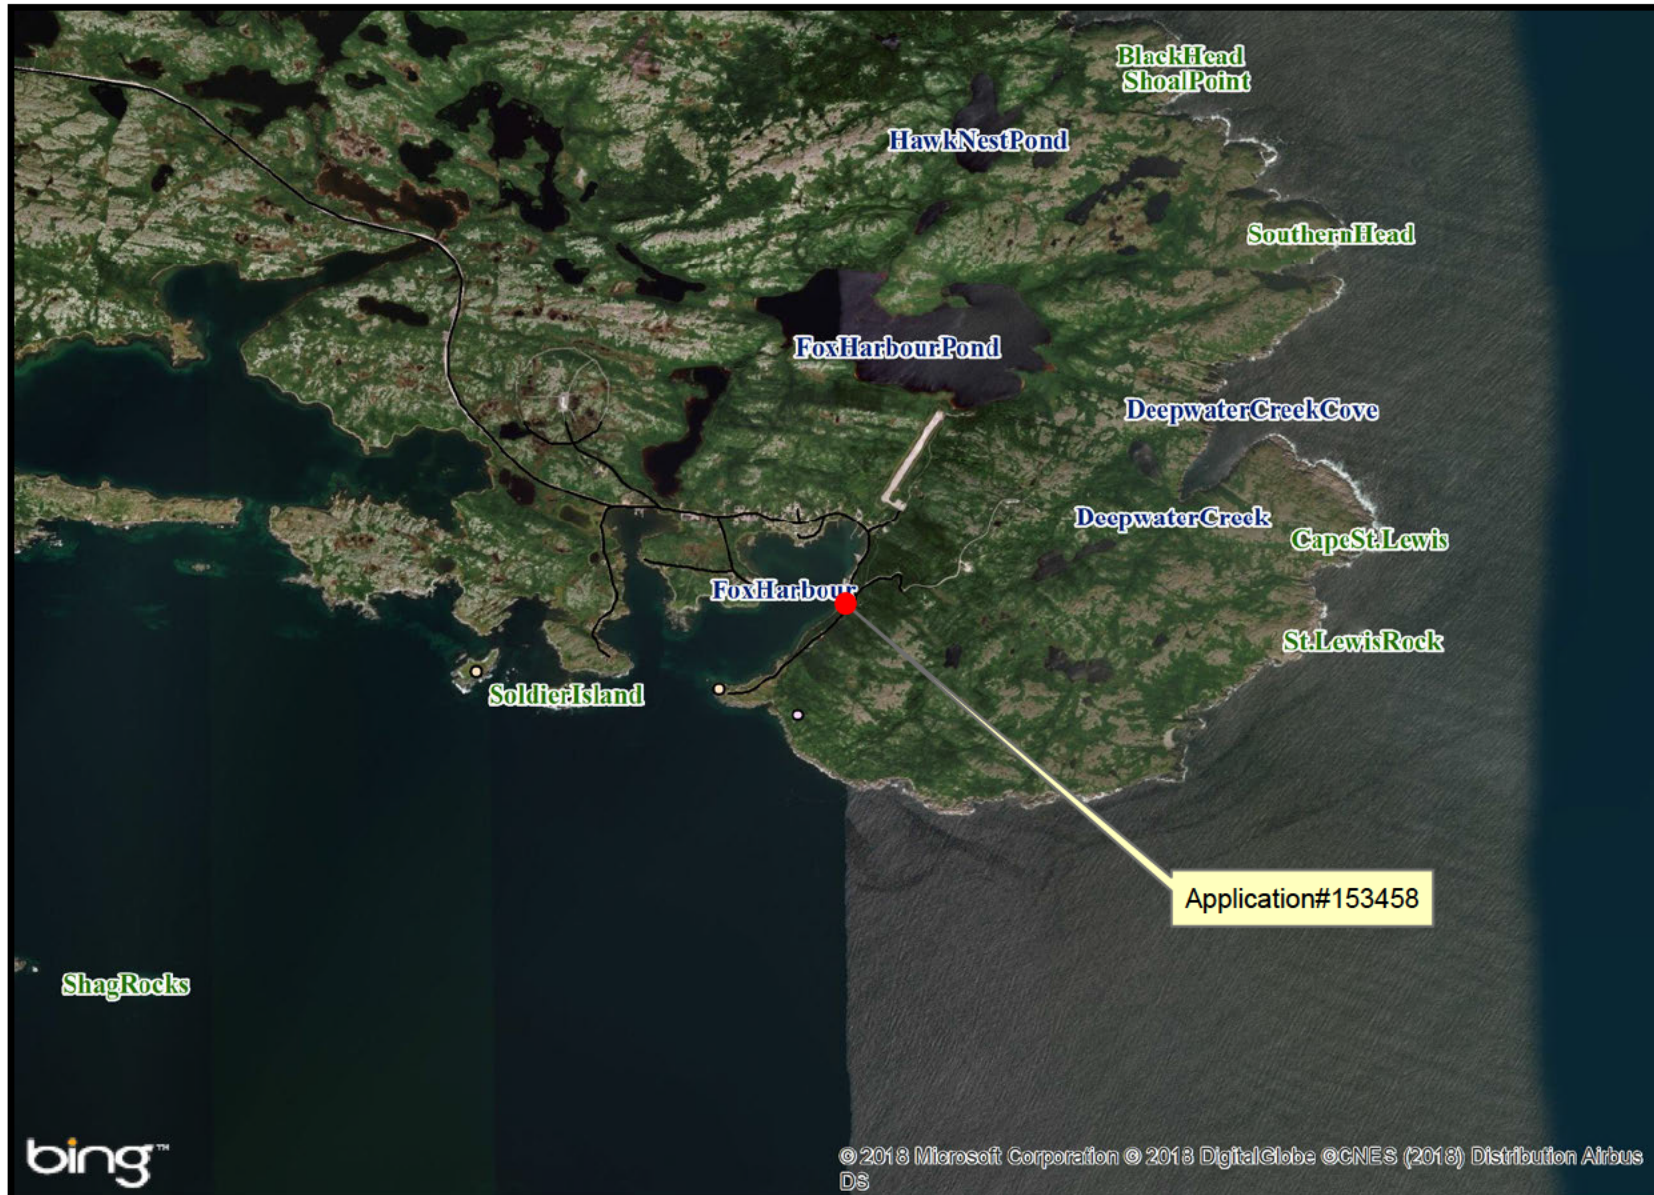 BlackHead
ShoalPoint
HawkNestPond
SouthernHead
FoxHarbourPond
DeepwaterCreekCove
DeepwaterCreek
CapeSt.Lewis
FoxHarbour
St.LewisRock
SoldierIsland
Application#153458
ShagRocks
bing™
© 2018 Microsoft Corporation © 2018 DigitalGlobe ©CNES (2018) Distribution Airbus
DS